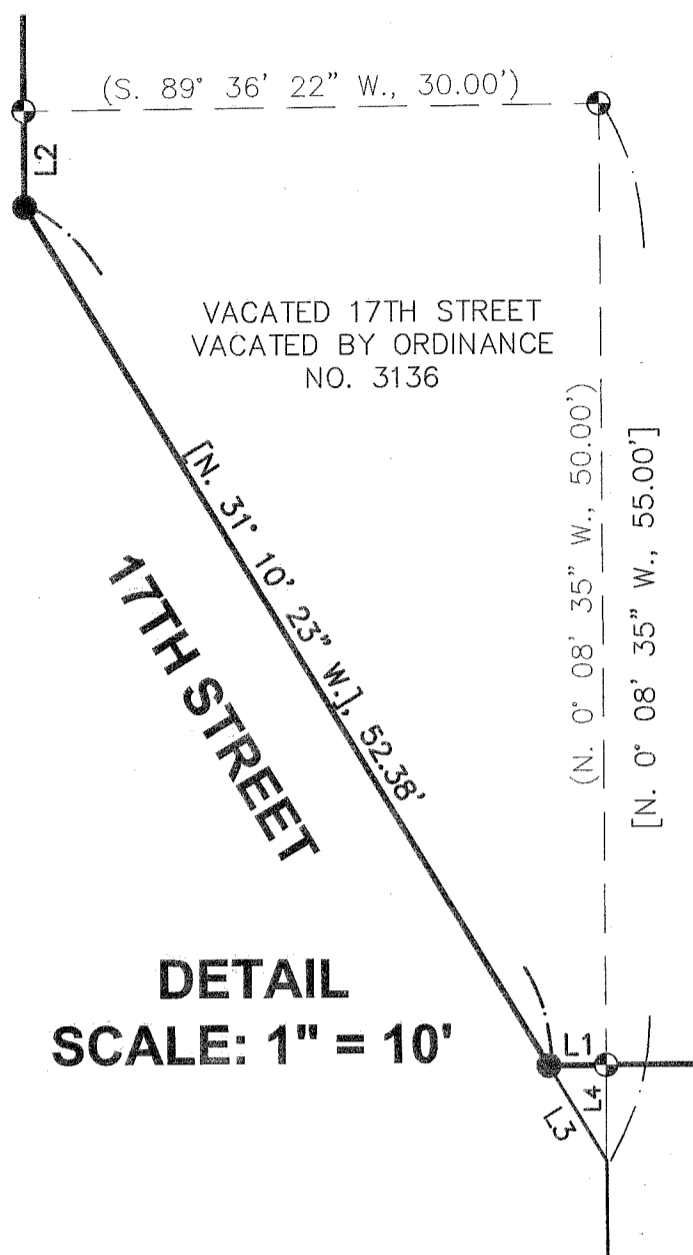 (S. 89° 36' 22" W., 30.00')
L2
VACATED 17TH STREET
VACATED BY ORDINANCE
NO. 3136
[N. 31° 10' 23" W.], 52.38'
(N. 0° 08' 35" W., 50.00')
[N. 0° 08' 35" W., 55.00']
17TH STREET
DETAIL
SCALE: 1" = 10'
L1
L4
L3